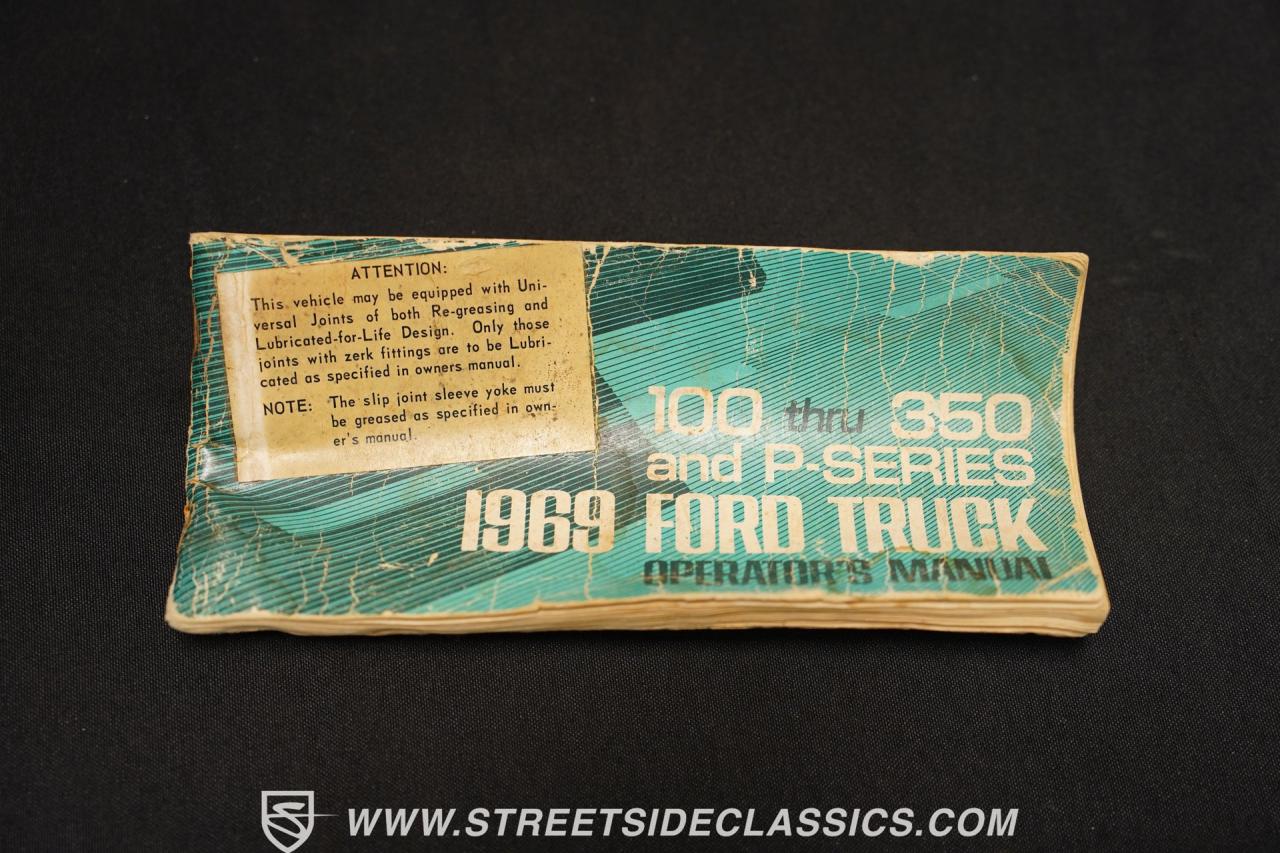 ATTENTION:
This vehicle may be equipped with Uni-
versal Joints of both Re-greasing and
Lubricated-for-Life Design. Only those
joints with zerk fittings are to be Lubri-
cated as specified in owners manual.
NOTE: The slip joint sleeve yoke must
be greased as specified in own-
er's manual.
100 thru 350
and P-SERIES
1969 FORD TRUCK
OPERATOR'S MANUAL
WWW.STREETSIDECLASSICS.COM